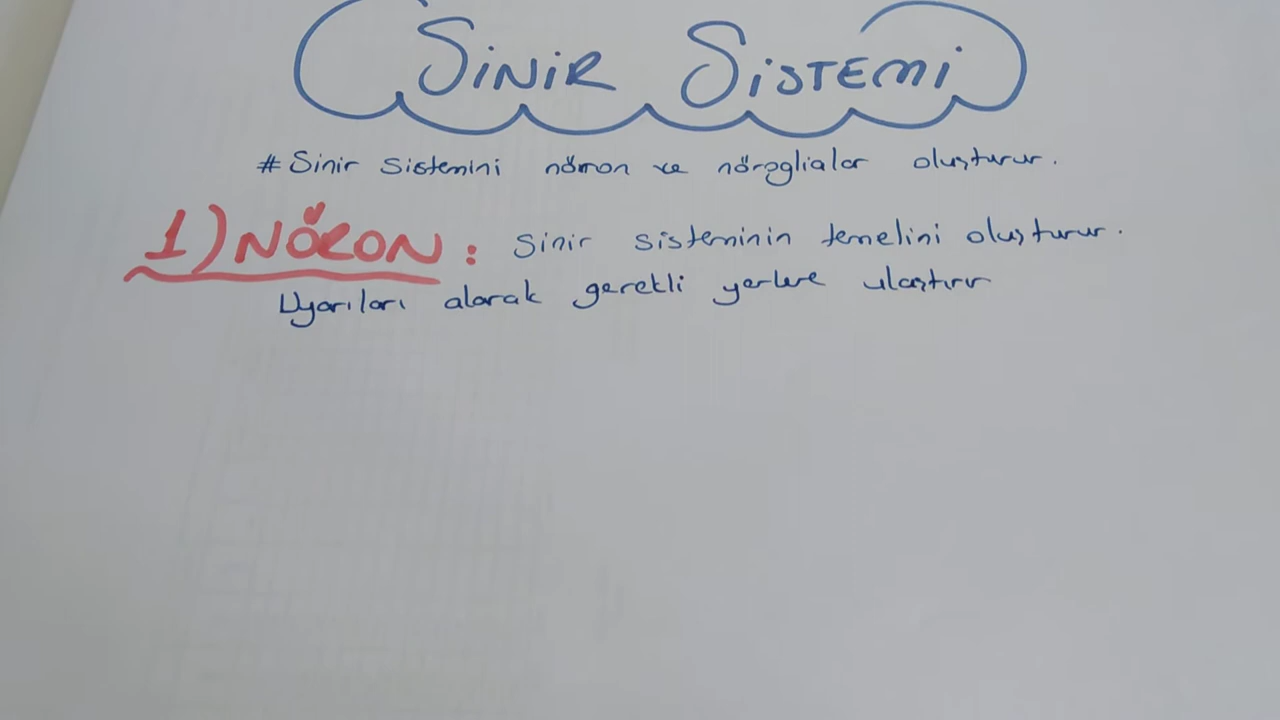 SiNiR SiSTEMi
# Sinir sistemini nöron ve nöroglialar oluşturur.
1) NÖRON : Sinir sisteminin temelini oluşturur.
Uyarıları alarak gerekli yerlere ulaştırır